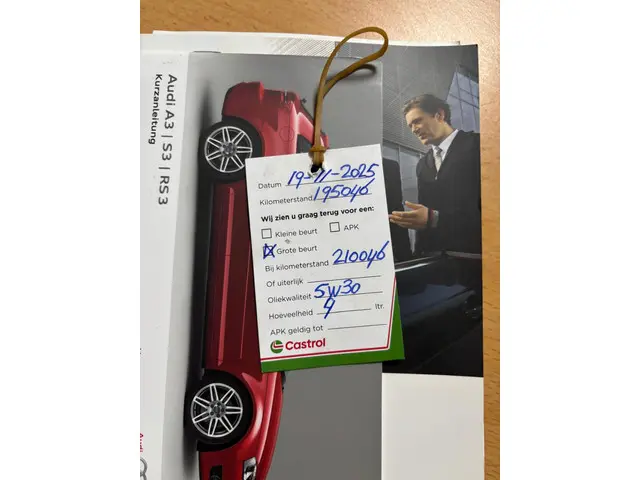 Audi A3 | S3 | RS3
Kurzanleitung
Datum 19-11-2025
Kilometerstand 195046
Wij zien u graag terug voor een:
Kleine beurt APK
Grote beurt
Bij kilometerstand 210046
Of uiterlijk
Oliekwaliteit 5W30
Hoeveelheid 4 ltr.
APK geldig tot
Castrol
Audi